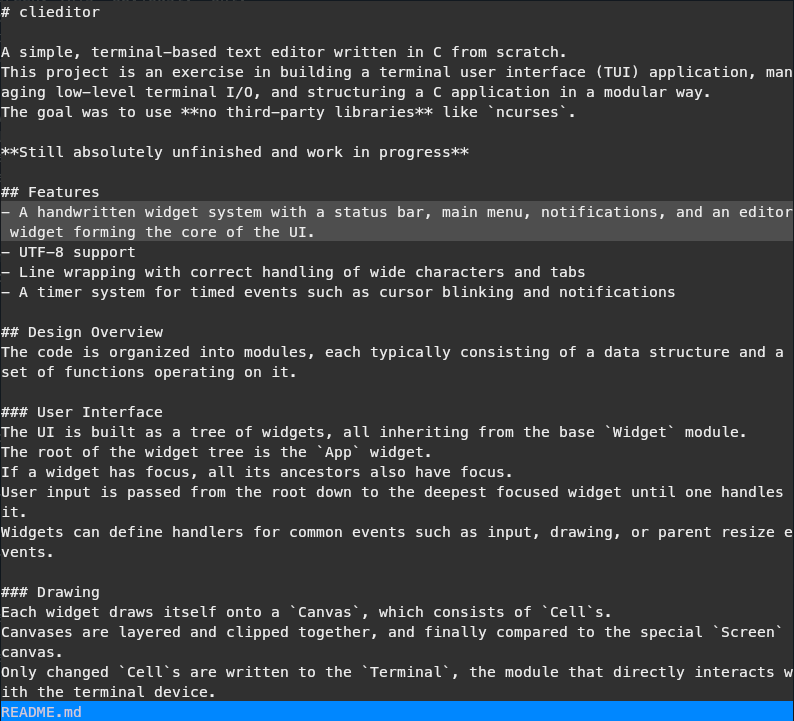 # clieditor

A simple, terminal-based text editor written in C from scratch.
This project is an exercise in building a terminal user interface (TUI) application, man
aging low-level terminal I/O, and structuring a C application in a modular way.
The goal was to use **no third-party libraries** like `ncurses`.

**Still absolutely unfinished and work in progress**

## Features
- A handwritten widget system with a status bar, main menu, notifications, and an editor
 widget forming the core of the UI.
- UTF-8 support
- Line wrapping with correct handling of wide characters and tabs
- A timer system for timed events such as cursor blinking and notifications

## Design Overview
The code is organized into modules, each typically consisting of a data structure and a
set of functions operating on it.

### User Interface
The UI is built as a tree of widgets, all inheriting from the base `Widget` module.
The root of the widget tree is the `App` widget.
If a widget has focus, all its ancestors also have focus.
User input is passed from the root down to the deepest focused widget until one handles
it.
Widgets can define handlers for common events such as input, drawing, or parent resize e
vents.

### Drawing
Each widget draws itself onto a `Canvas`, which consists of `Cell`s.
Canvases are layered and clipped together, and finally compared to the special `Screen`
canvas.
Only changed `Cell`s are written to the `Terminal`, the module that directly interacts w
ith the terminal device.
README.md